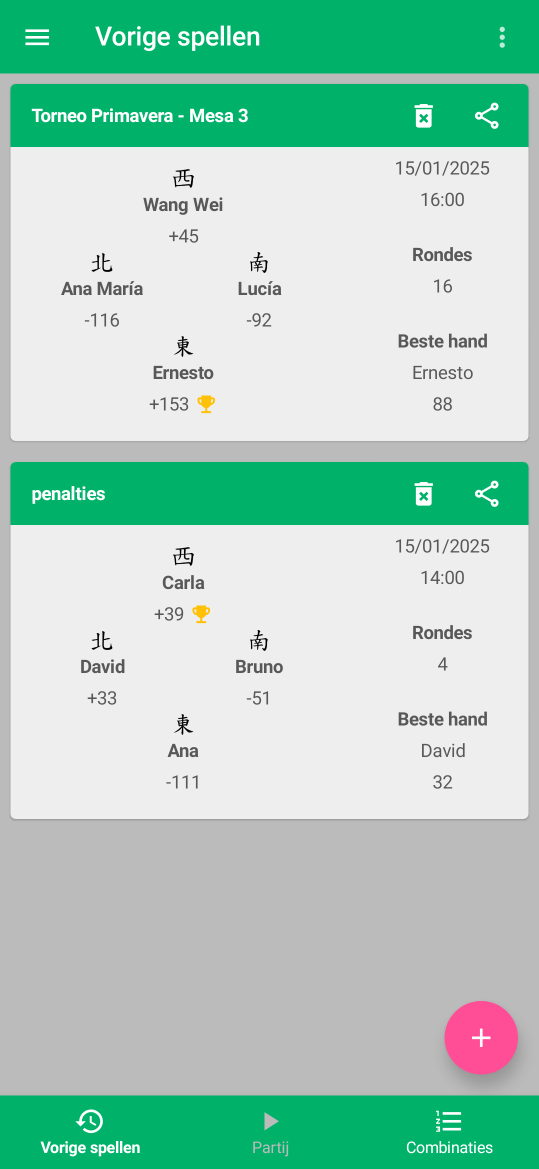 Vorige spellen
Torneo Primavera - Mesa 3
西
Wang Wei
+45
北
Ana María
-116
南
Lucía
-92
東
Ernesto
+153
15/01/2025
16:00
Rondes
16
Beste hand
Ernesto
88
penalties
西
Carla
+39
北
David
+33
南
Bruno
-51
東
Ana
-111
15/01/2025
14:00
Rondes
4
Beste hand
David
32
Vorige spellen
Partij
Combinaties